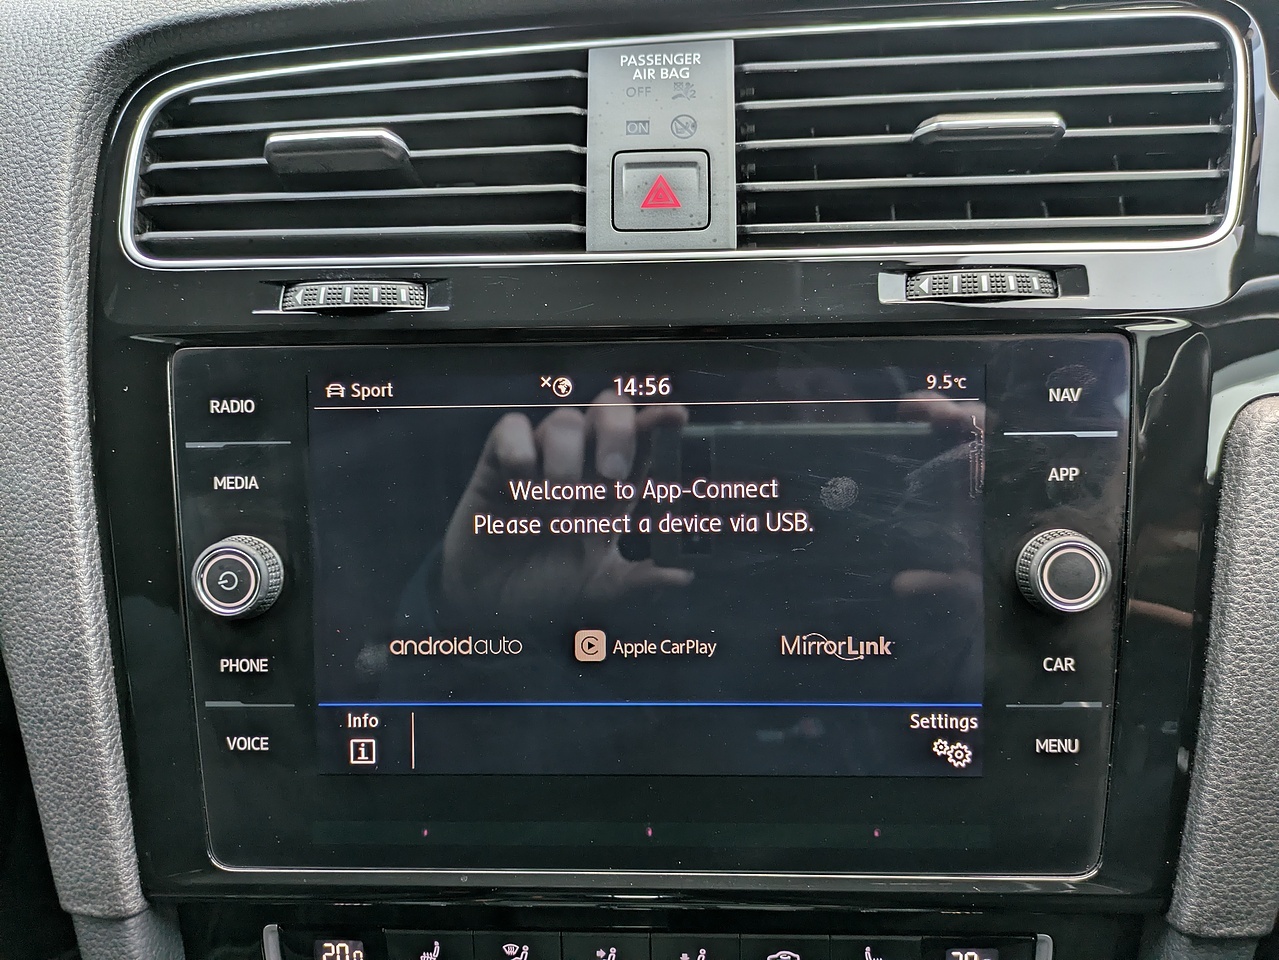 PASSENGER
AIR BAG
OFF
ON
RADIO
MEDIA
PHONE
VOICE
Sport
14:56
9.5°C
Welcome to App-Connect
Please connect a device via USB.
androidauto
Apple CarPlay
MirrorLink
Info
Settings
NAV
APP
CAR
MENU